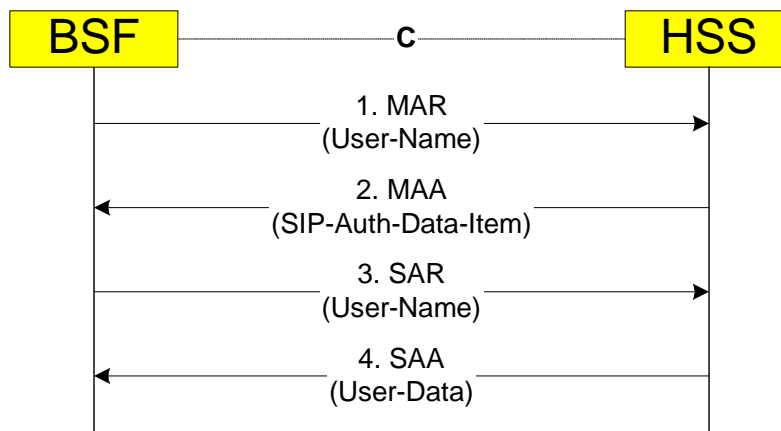 BSF
C
HSS
1. MAR
(User-Name)
2. MAA
(SIP-Auth-Data-Item)
3. SAR
(User-Name)
4. SAA
(User-Data)